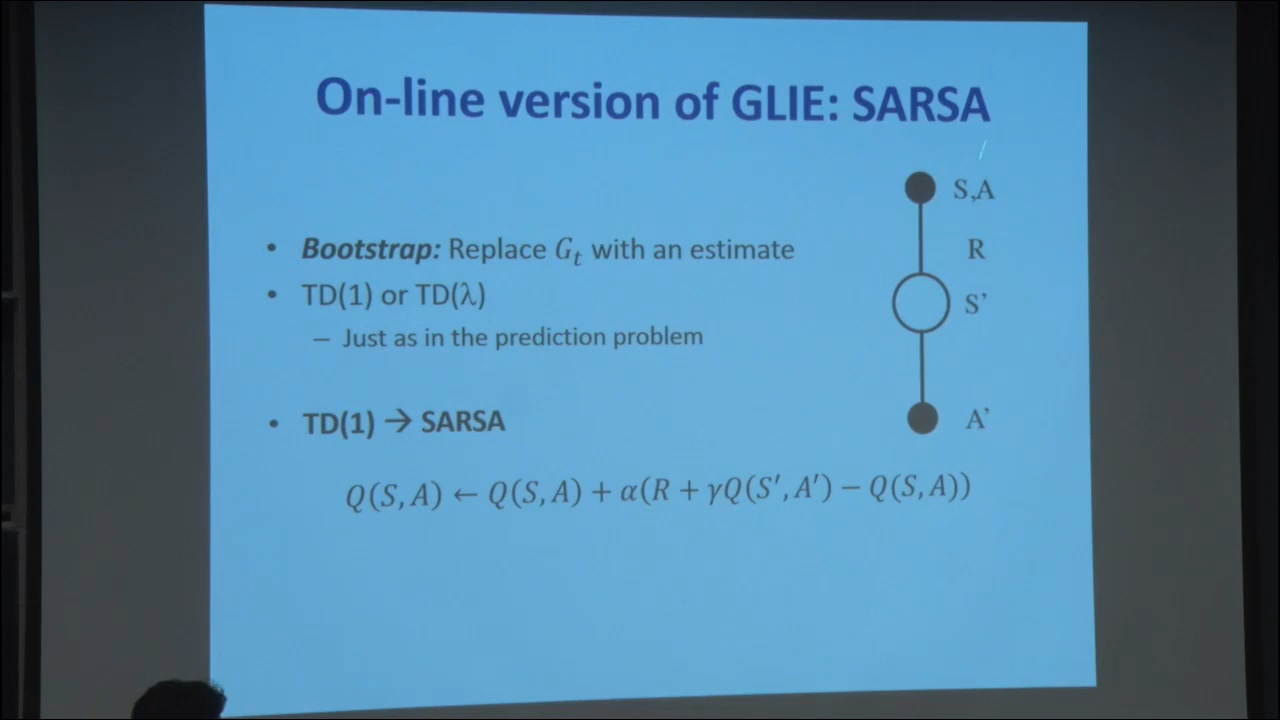 On-line version of GLIE: SARSA
• Bootstrap: Replace Gₜ with an estimate
• TD(1) or TD(λ)
– Just as in the prediction problem
• TD(1) → SARSA
Q(S, A) ← Q(S, A) + α(R + γQ(S′, A′) − Q(S, A))
S,A
R
S’
A’